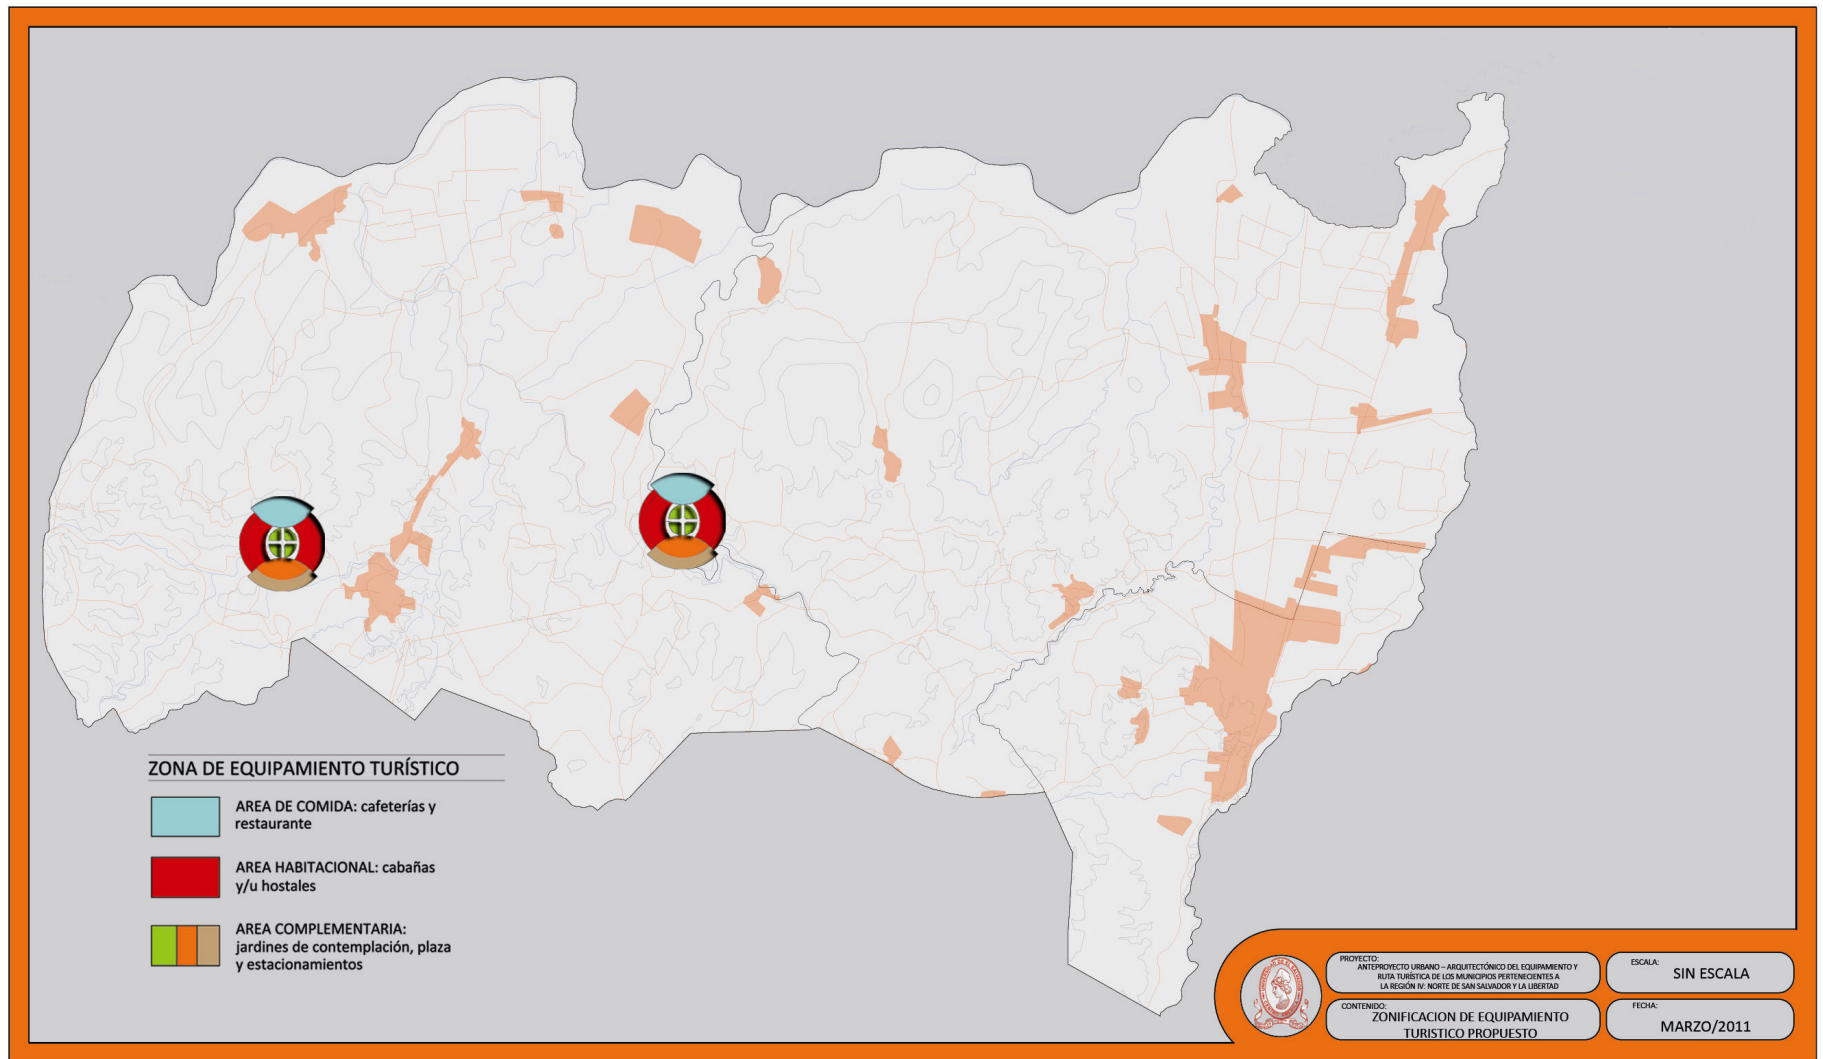 ZONA DE EQUIPAMIENTO TURÍSTICO
AREA DE COMIDA: cafeterías y
restaurante
AREA HABITACIONAL: cabañas
y/u hostales
AREA COMPLEMENTARIA:
jardines de contemplación, plaza
y estacionamientos
PROYECTO:
ANTEPROYECTO URBANO – ARQUITECTÓNICO DEL EQUIPAMIENTO Y
RUTA TURÍSTICA DE LOS MUNICIPIOS PERTENECIENTES A
LA REGIÓN IV: NORTE DE SAN SALVADOR Y LA LIBERTAD
ESCALA:
SIN ESCALA
CONTENIDO:
ZONIFICACION DE EQUIPAMIENTO
TURISTICO PROPUESTO
FECHA:
MARZO/2011